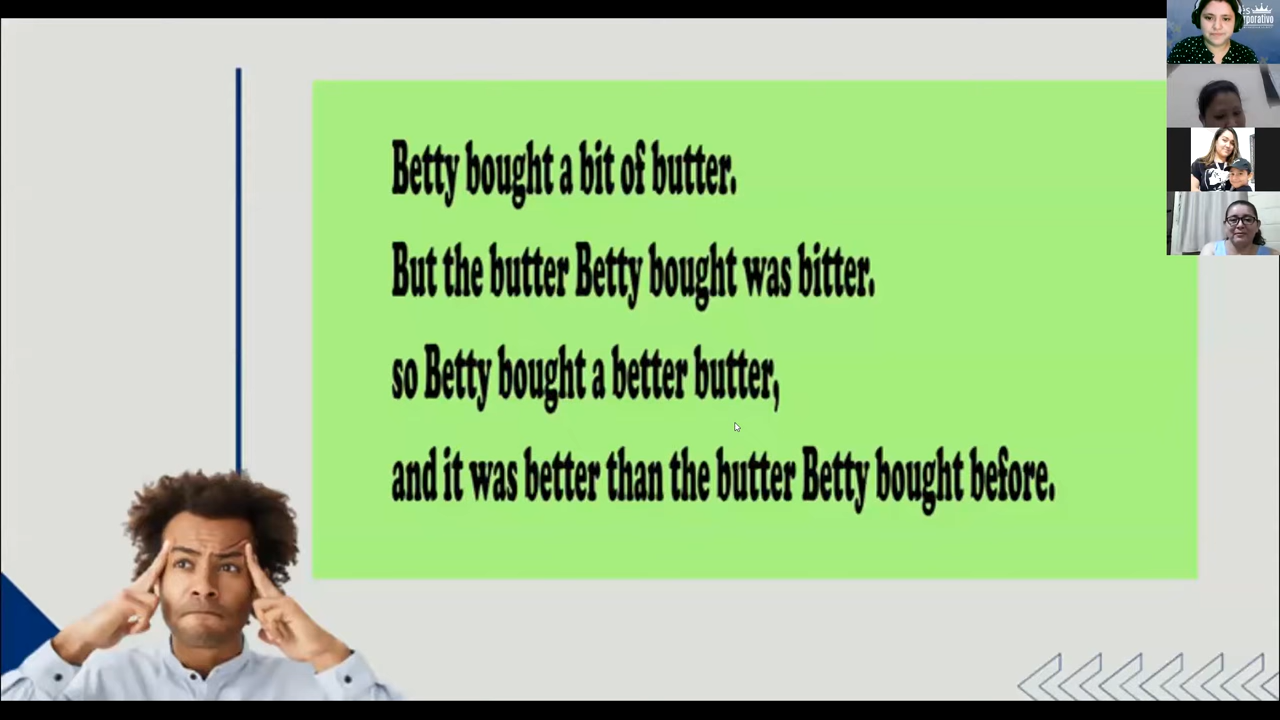 Betty bought a bit of butter.
But the butter Betty bought was bitter.
so Betty bought a better butter,
and it was better than the butter Betty bought before.